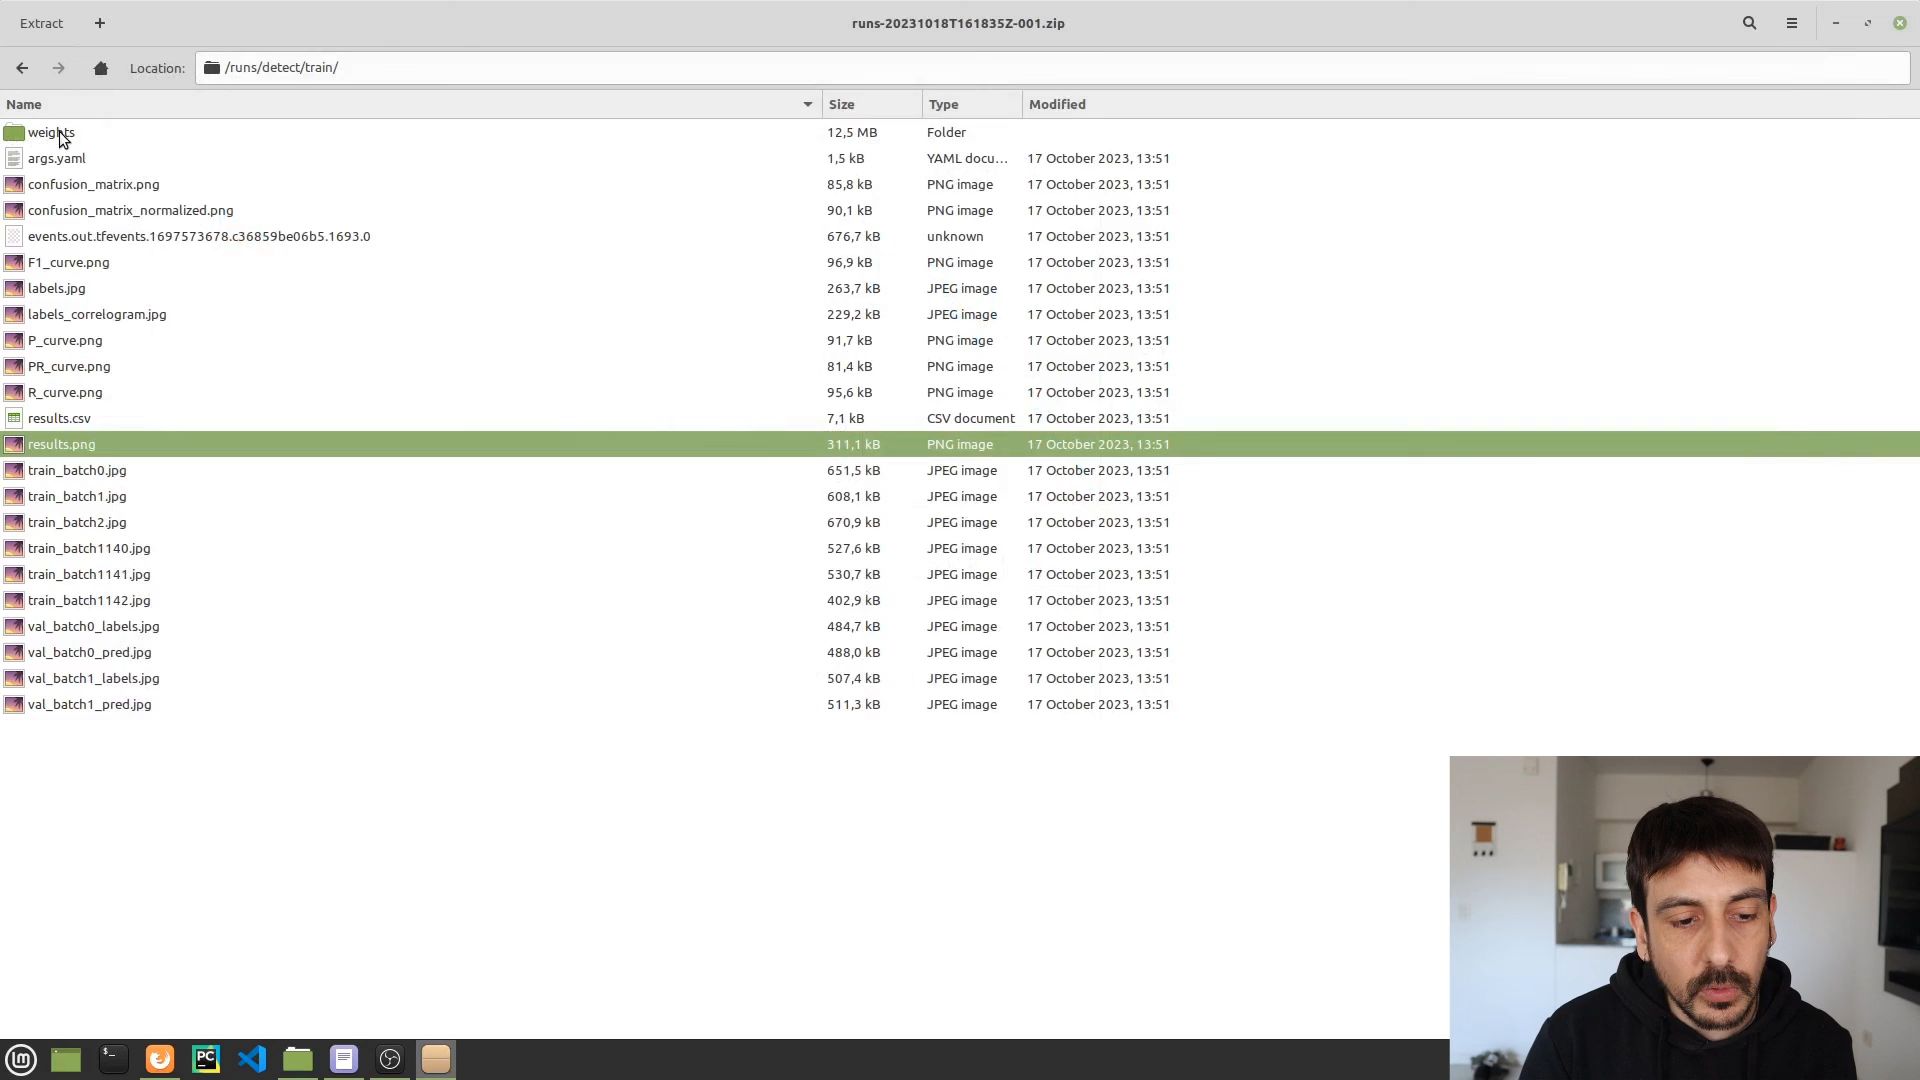 Extract + runs-20231018T161835Z-001.zip
Location: /runs/detect/train/
Name Size Type Modified
weights 12,5 MB Folder
args.yaml 1,5 kB YAML docu… 17 October 2023, 13:51
confusion_matrix.png 85,8 kB PNG image 17 October 2023, 13:51
confusion_matrix_normalized.png 90,1 kB PNG image 17 October 2023, 13:51
events.out.tfevents.1697573678.c36859be06b5.1693.0 676,7 kB unknown 17 October 2023, 13:51
F1_curve.png 96,9 kB PNG image 17 October 2023, 13:51
labels.jpg 263,7 kB JPEG image 17 October 2023, 13:51
labels_correlogram.jpg 229,2 kB JPEG image 17 October 2023, 13:51
P_curve.png 91,7 kB PNG image 17 October 2023, 13:51
PR_curve.png 81,4 kB PNG image 17 October 2023, 13:51
R_curve.png 95,6 kB PNG image 17 October 2023, 13:51
results.csv 7,1 kB CSV document 17 October 2023, 13:51
results.png 311,1 kB PNG image 17 October 2023, 13:51
train_batch0.jpg 651,5 kB JPEG image 17 October 2023, 13:51
train_batch1.jpg 608,1 kB JPEG image 17 October 2023, 13:51
train_batch2.jpg 670,9 kB JPEG image 17 October 2023, 13:51
train_batch1140.jpg 527,6 kB JPEG image 17 October 2023, 13:51
train_batch1141.jpg 530,7 kB JPEG image 17 October 2023, 13:51
train_batch1142.jpg 402,9 kB JPEG image 17 October 2023, 13:51
val_batch0_labels.jpg 484,7 kB JPEG image 17 October 2023, 13:51
val_batch0_pred.jpg 488,0 kB JPEG image 17 October 2023, 13:51
val_batch1_labels.jpg 507,4 kB JPEG image 17 October 2023, 13:51
val_batch1_pred.jpg 511,3 kB JPEG image 17 October 2023, 13:51
PC